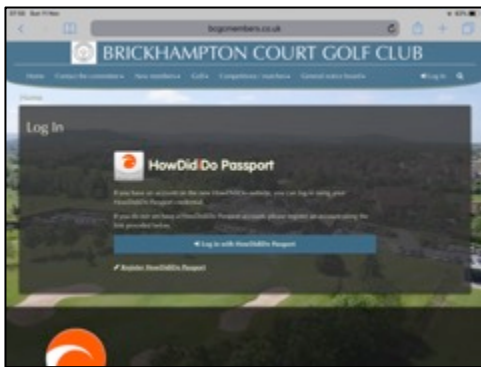 bcgcmembers.co.uk
BRICKHAMPTON COURT GOLF CLUB
Home Contact the committee New members Golf Competitions / matches General notice board Log in
Home
Log In
HowDidiDo Passport
If you have an account on the new HowDidiDo website, you can log in using your
HowDidiDo Passport credential.
If you do not yet have a HowDidiDo Passport account, please register an account using the
link provided below.
Log in with HowDidiDo Passport
Register HowDidiDo Passport